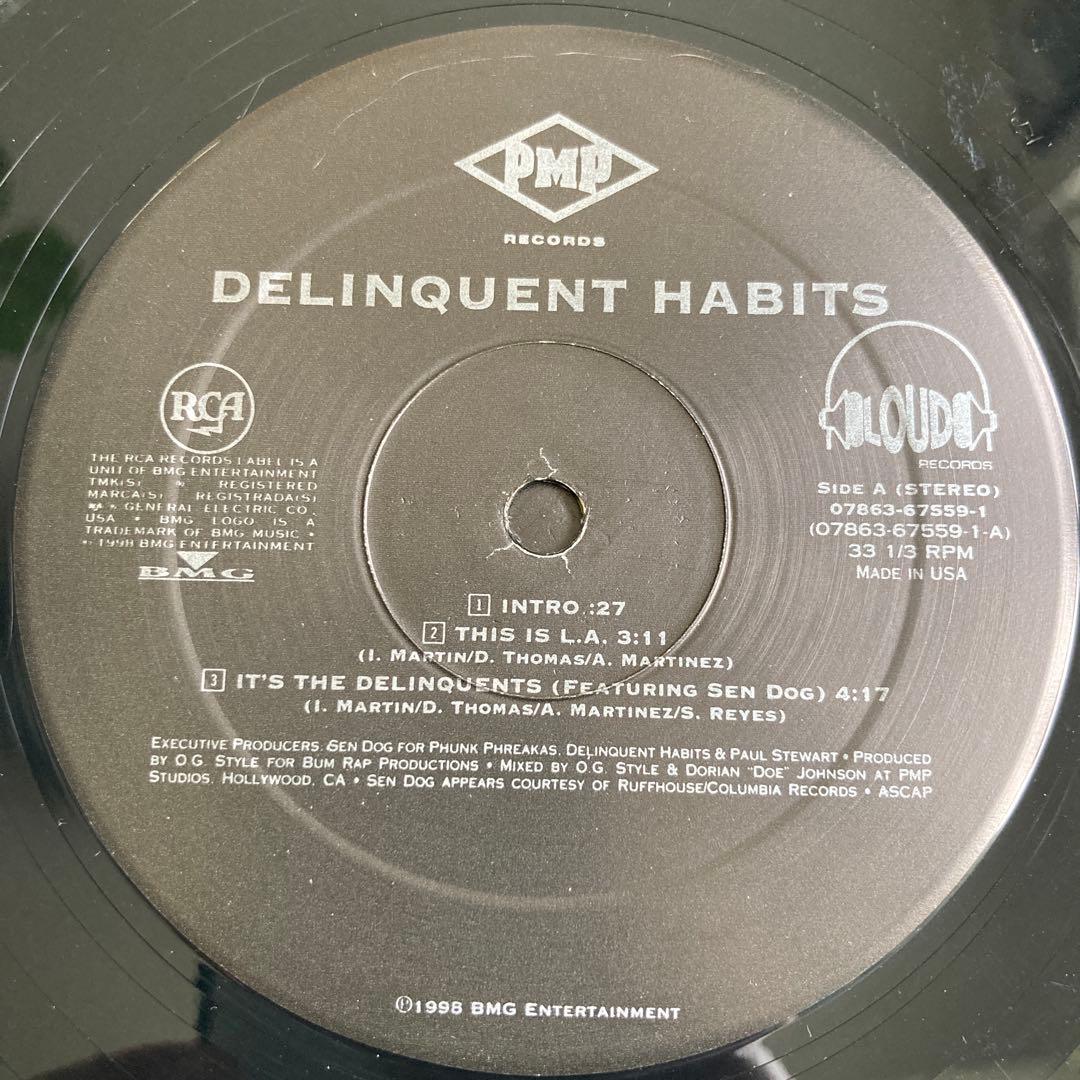 PMP
RECORDS
DELINQUENT HABITS
RCA
THE RCA RECORDS LABEL IS A
UNIT OF BMG ENTERTAINMENT
TMK(S) ® REGISTERED
MARCA(S) REGISTRADA(S)
GENERAL ELECTRIC CO.,
USA • BMG LOGO IS A
TRADEMARK OF BMG MUSIC •
1998 BMG ENTERTAINMENT
BMG
LOUD
RECORDS
SIDE A (STEREO)
07863-67559-1
(07863-67559-1-A)
33 1/3 RPM
MADE IN USA
1 INTRO :27
2 THIS IS L.A. 3:11
(I. MARTIN/D. THOMAS/A. MARTINEZ)
3 IT'S THE DELINQUENTS (FEATURING SEN DOG) 4:17
(I. MARTIN/D. THOMAS/A. MARTINEZ/S. REYES)
EXECUTIVE PRODUCERS: SEN DOG FOR PHUNK PHREAKAS, DELINQUENT HABITS & PAUL STEWART • PRODUCED
BY O.G. STYLE FOR BUM RAP PRODUCTIONS • MIXED BY O.G. STYLE & DORIAN "DOE" JOHNSON AT PMP
STUDIOS, HOLLYWOOD, CA • SEN DOG APPEARS COURTESY OF RUFFHOUSE/COLUMBIA RECORDS • ASCAP
℗1998 BMG ENTERTAINMENT